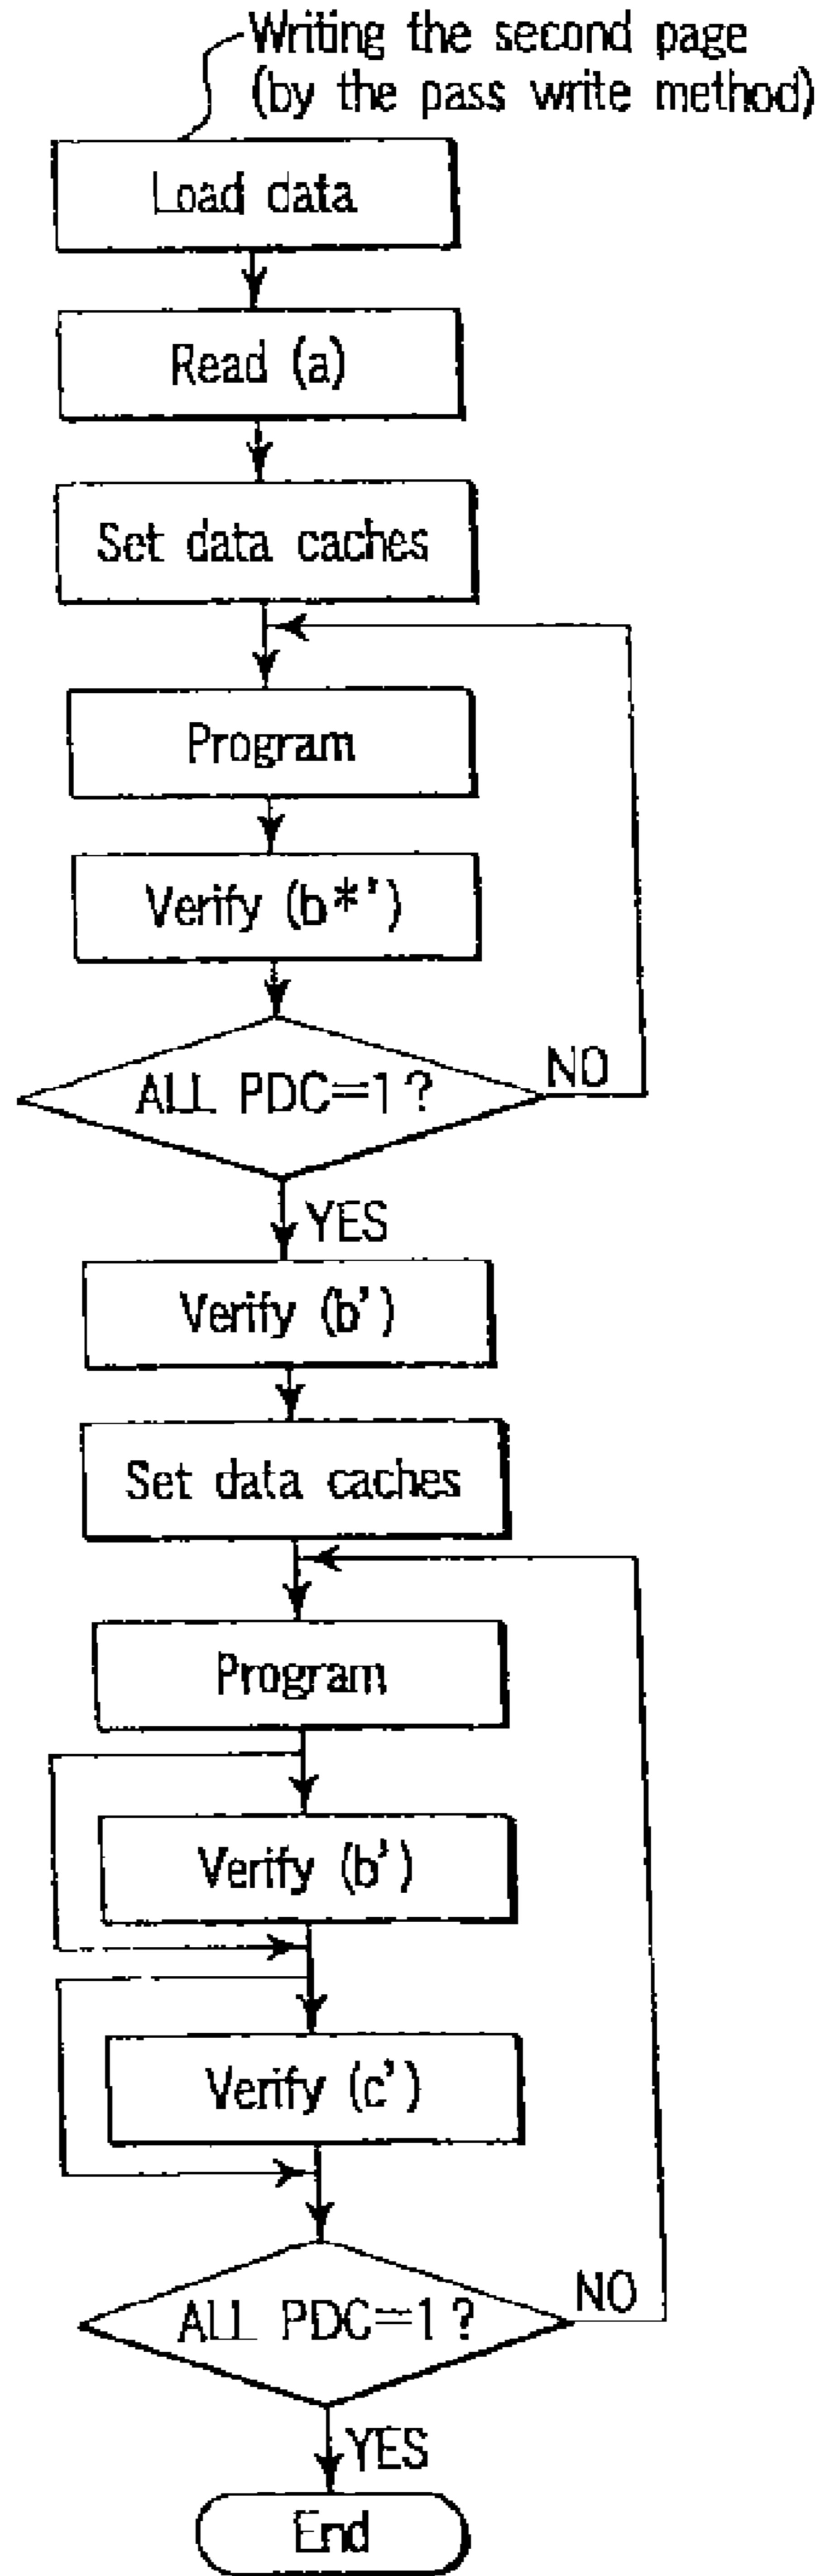 Writing the second page
(by the pass write method)
Load data
Read (a)
Set data caches
Program
Verify (b*')
ALL PDC=1?
NO
YES
Verify (b')
Set data caches
Program
Verify (b')
Verify (c')
ALL PDC=1?
NO
YES
End